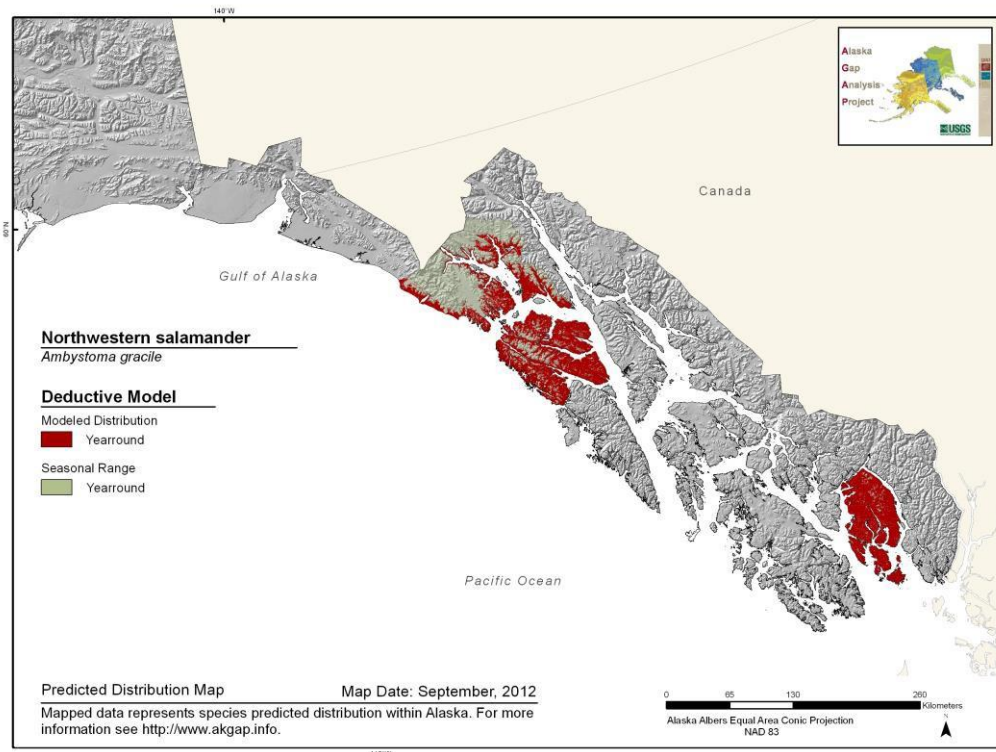 140°W
Alaska
Gap
Analysis
Project
USGS
Canada
60°N
Gulf of Alaska
Northwestern salamander
Ambystoma gracile
Deductive Model
Modeled Distribution
Yearround
Seasonal Range
Yearround
Pacific Ocean
Predicted Distribution Map Map Date: September, 2012
Mapped data represents species predicted distribution within Alaska. For more
information see http://www.akgap.info.
0 65 130 260
Kilometers
Alaska Albers Equal Area Conic Projection
NAD 83
N